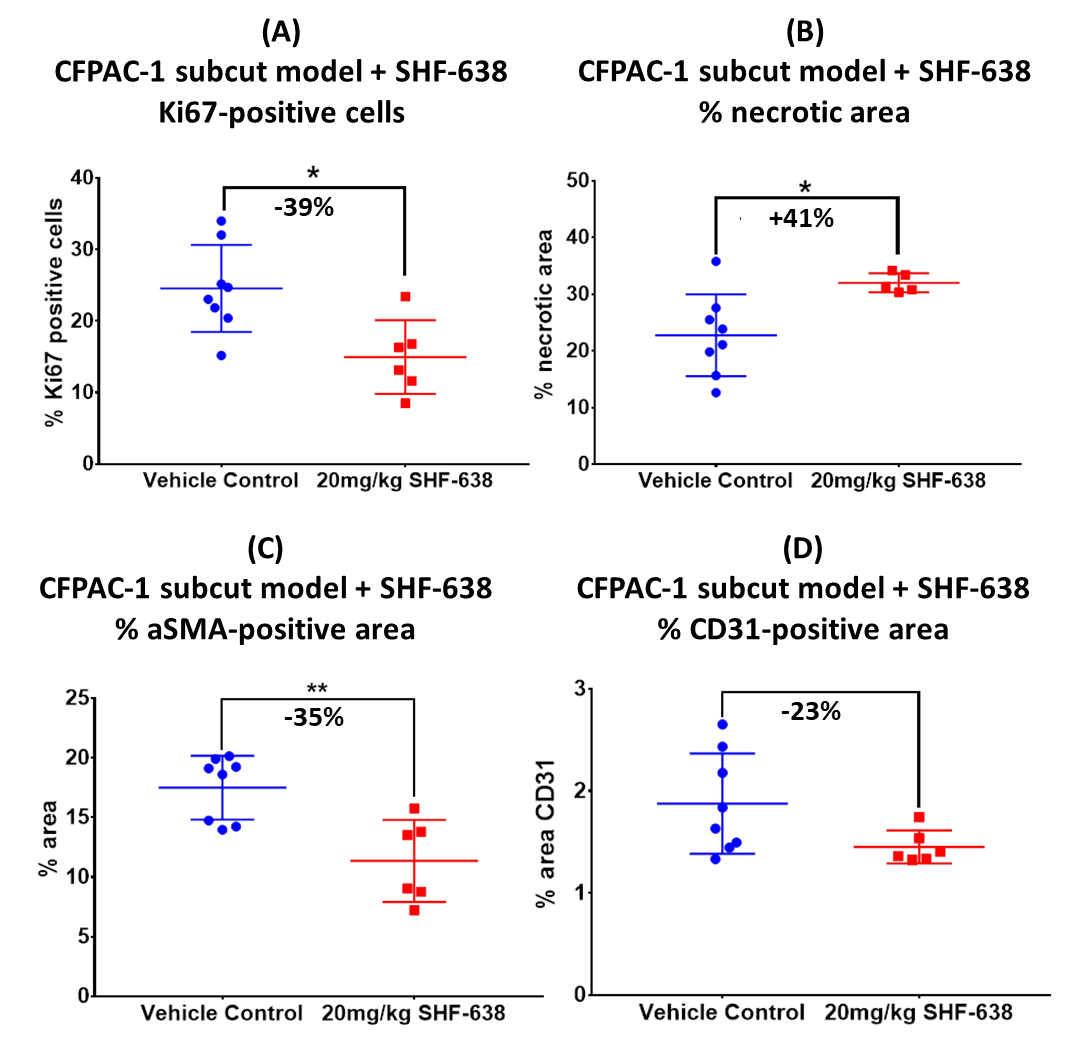 (A)
CFPAC-1 subcut model + SHF-638
Ki67-positive cells
% Ki67 positive cells
40
30
20
10
0
*
-39%
Vehicle Control
20mg/kg SHF-638
(B)
CFPAC-1 subcut model + SHF-638
% necrotic area
% necrotic area
50
40
30
20
10
0
*
+41%
Vehicle Control
20mg/kg SHF-638
(C)
CFPAC-1 subcut model + SHF-638
% aSMA-positive area
% area
25
20
15
10
5
0
**
-35%
Vehicle Control
20mg/kg SHF-638
(D)
CFPAC-1 subcut model + SHF-638
% CD31-positive area
% area CD31
3
2
1
0
-23%
Vehicle Control
20mg/kg SHF-638